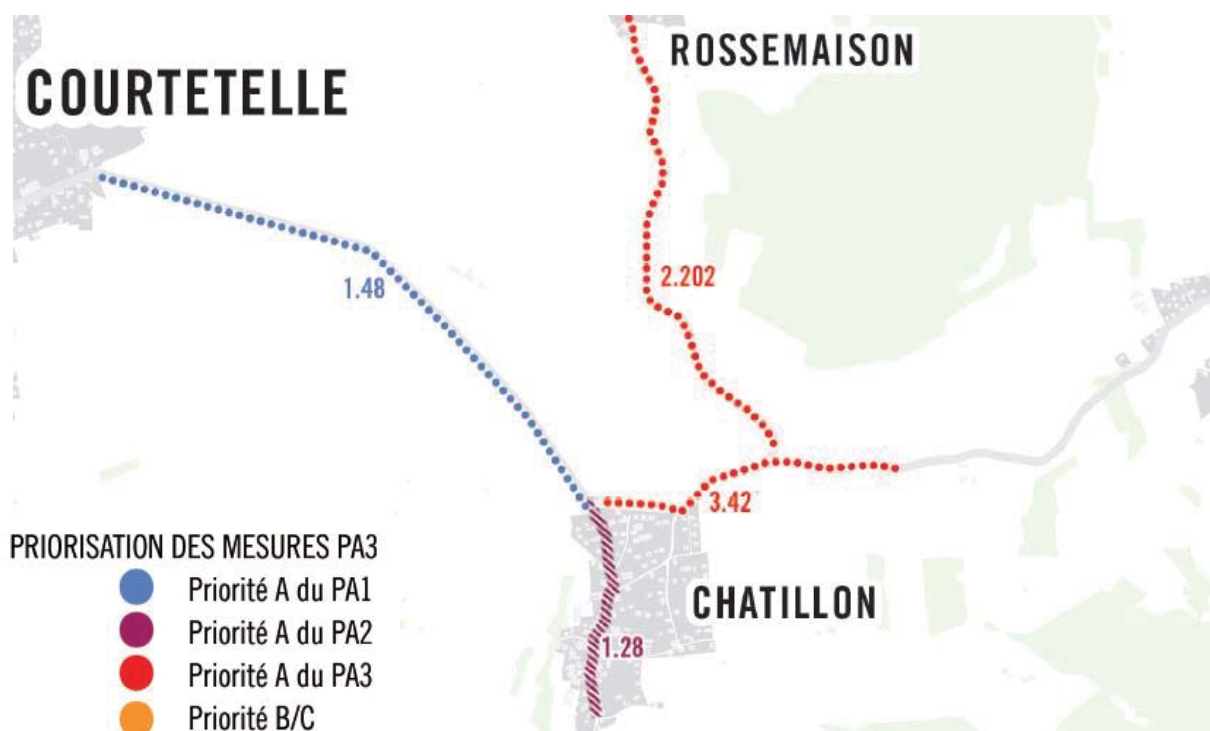 ROSSEMAISON
COURTETELLE
2.202
1.48
3.42
PRIORISATION DES MESURES PA3
Priorité A du PA1
CHATILLON
Priorité A du PA2
1.28
Priorité A du PA3
Priorité B/C